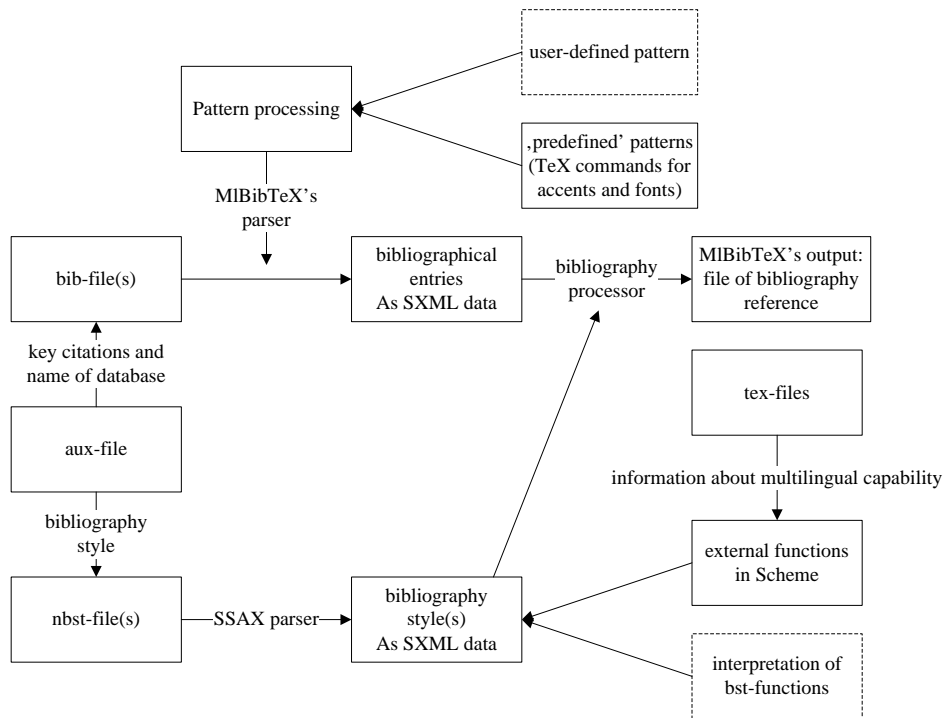 user-defined pattern
Pattern processing
‚predefined’ patterns
(TeX commands for
accents and fonts)
MlBibTeX’s
parser
bib-file(s)
bibliographical
entries
As SXML data
bibliography
processor
MlBibTeX’s output:
file of bibliography
reference
key citations and
name of database
tex-files
aux-file
information about multilingual capability
bibliography
style
external functions
in Scheme
nbst-file(s)
SSAX parser
bibliography
style(s)
As SXML data
interpretation of
bst-functions